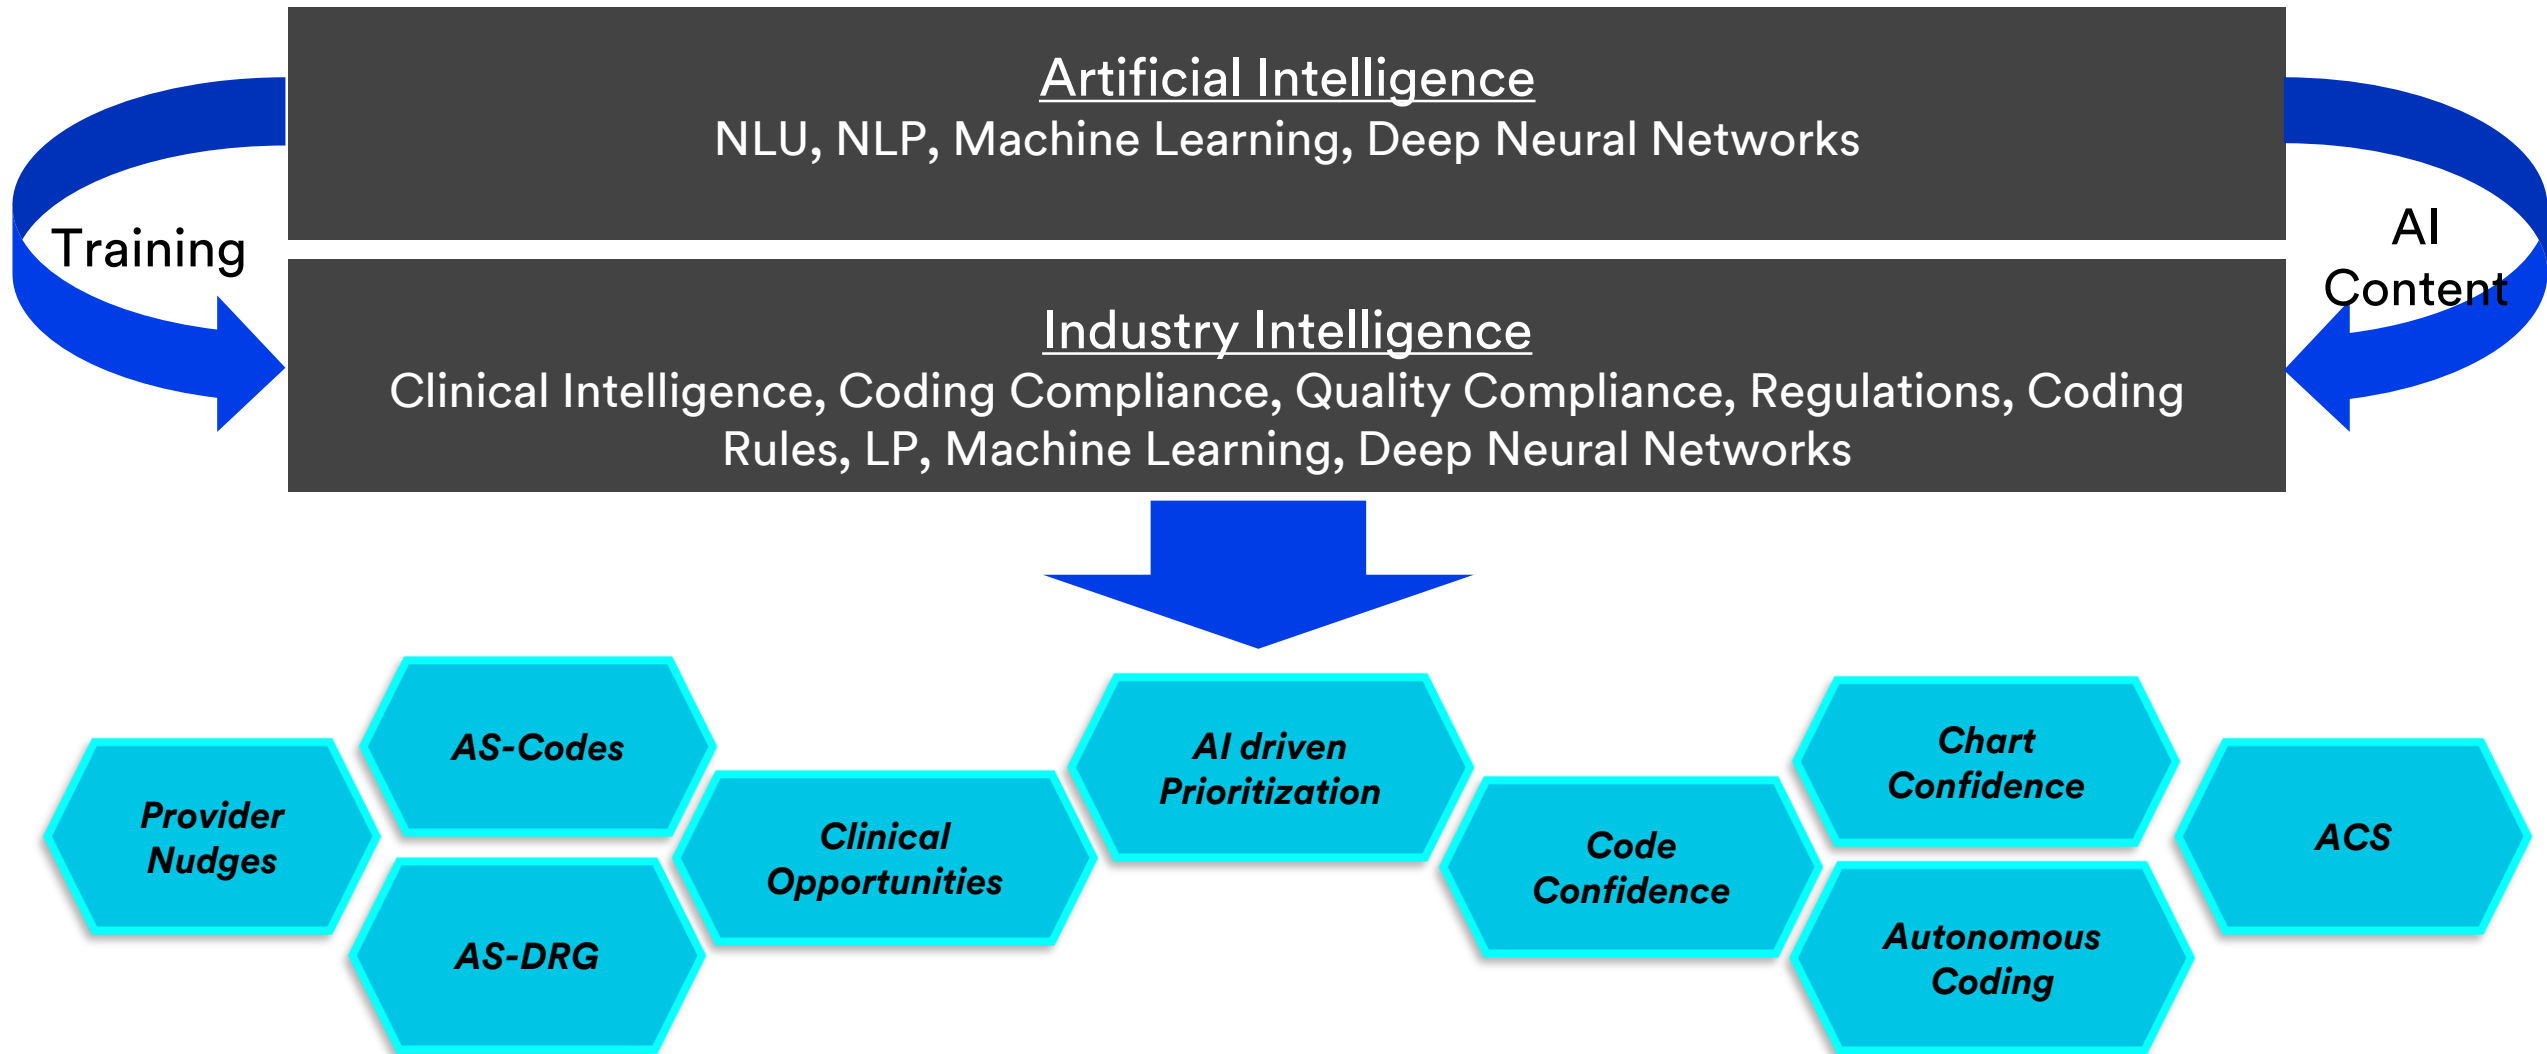 Artificial Intelligence
NLU, NLP, Machine Learning, Deep Neural Networks
Training
AI
Content
Industry Intelligence
Clinical Intelligence, Coding Compliance, Quality Compliance, Regulations, Coding
Rules, LP, Machine Learning, Deep Neural Networks
Provider
Nudges
AS-Codes
AS-DRG
Clinical
Opportunities
AI driven
Prioritization
Code
Confidence
Chart
Confidence
Autonomous
Coding
ACS